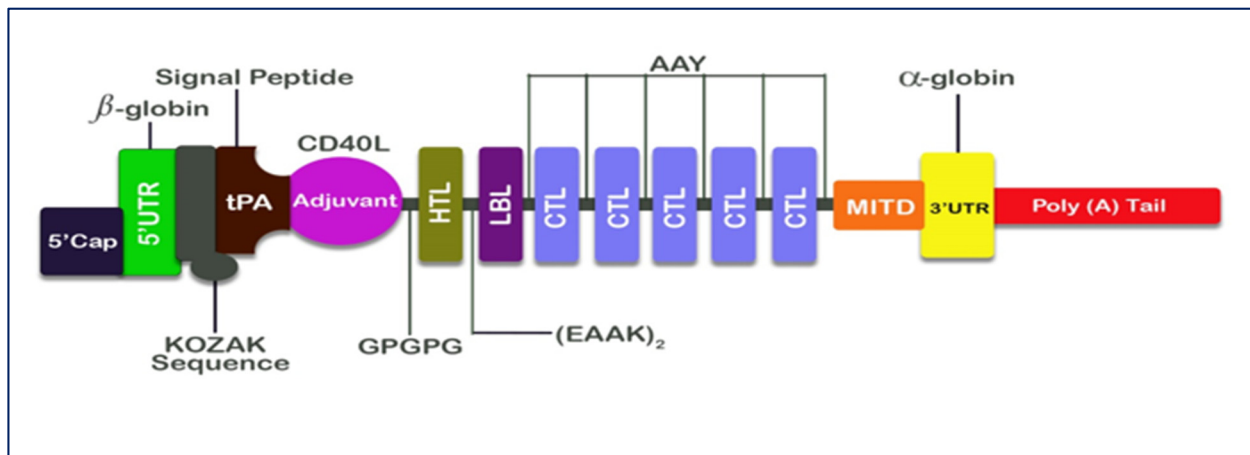 AAY
Signal Peptide
α-globin
β-globin
CD40L
5'Cap
5'UTR
tPA
Adjuvant
HTL
LBL
CTL
CTL
CTL
CTL
CTL
MITD
3'UTR
Poly (A) Tail
KOZAK
Sequence
GPGPG
(EAAK)₂